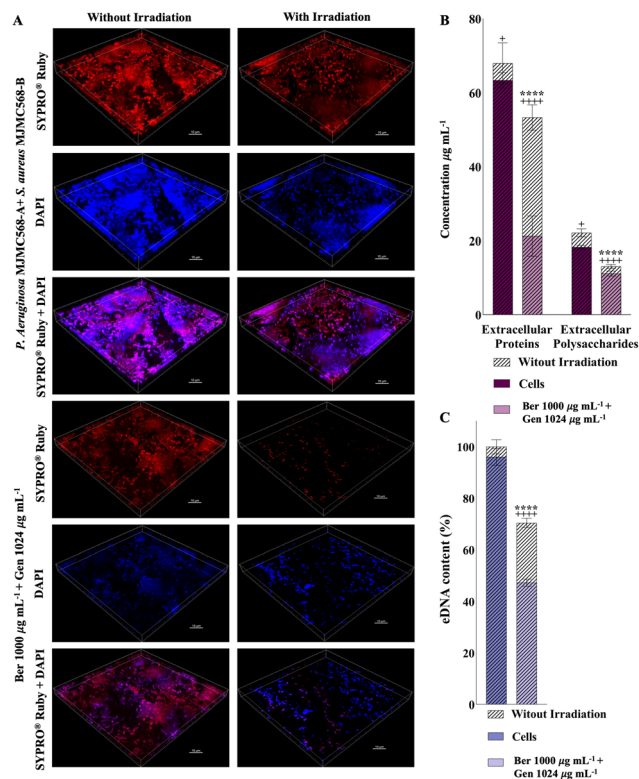 A
Without Irradiation
With Irradiation
P. Aeruginosa MJMC568-A+ S. aureus MJMC568-B
SYPRO® Ruby
DAPI
SYPRO® Ruby + DAPI
Ber 1000 µg mL-1 + Gen 1024 µg mL-1
SYPRO® Ruby
DAPI
SYPRO® Ruby + DAPI
B
Concentration µg mL-1
80
60
40
20
0
+
****
++++
+
****
++++
Extracellular Proteins
Extracellular Polysaccharides
Witout Irradiation
Cells
Ber 1000 µg mL-1 +
Gen 1024 µg mL-1
C
eDNA content (%)
100
80
60
40
20
0
****
++++
Witout Irradiation
Cells
Ber 1000 µg mL-1 +
Gen 1024 µg mL-1